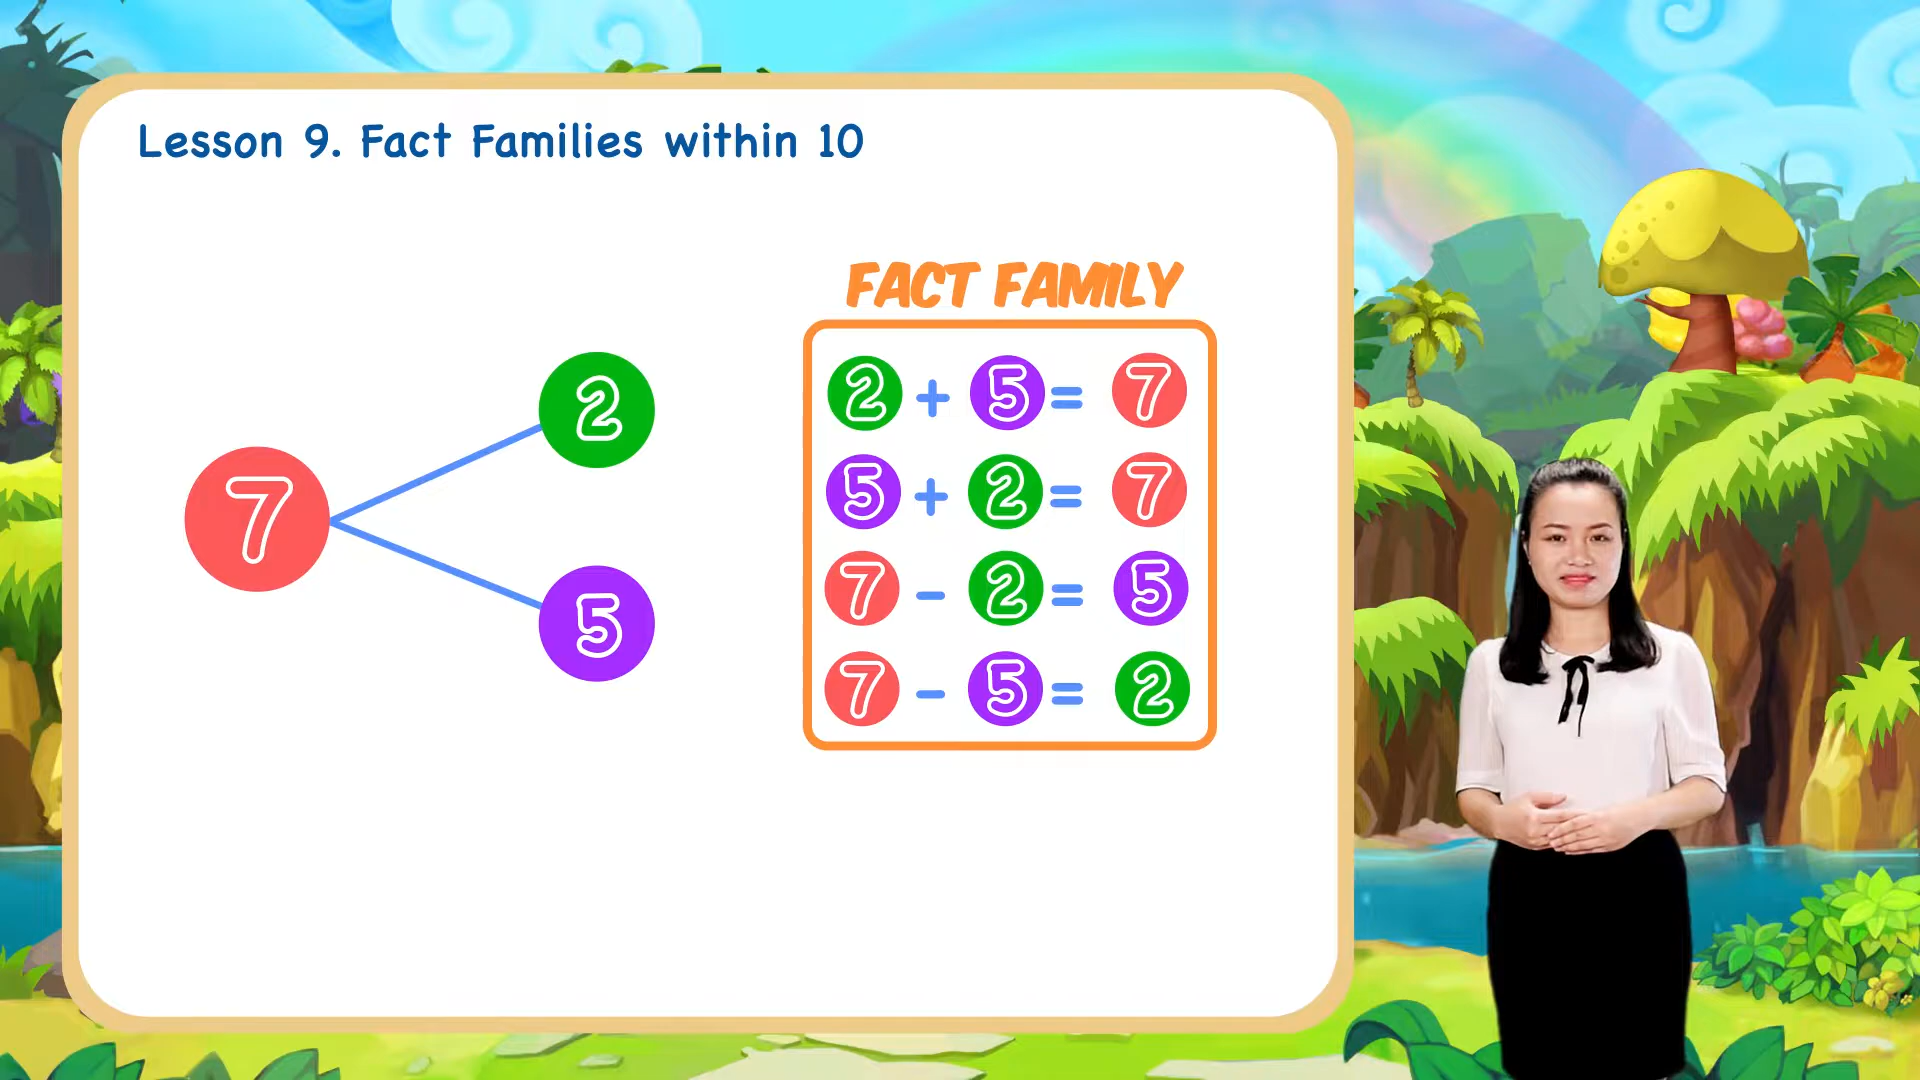 Lesson 9. Fact Families within 10
7
2
5
FACT FAMILY
2 + 5 = 7
5 + 2 = 7
7 - 2 = 5
7 - 5 = 2